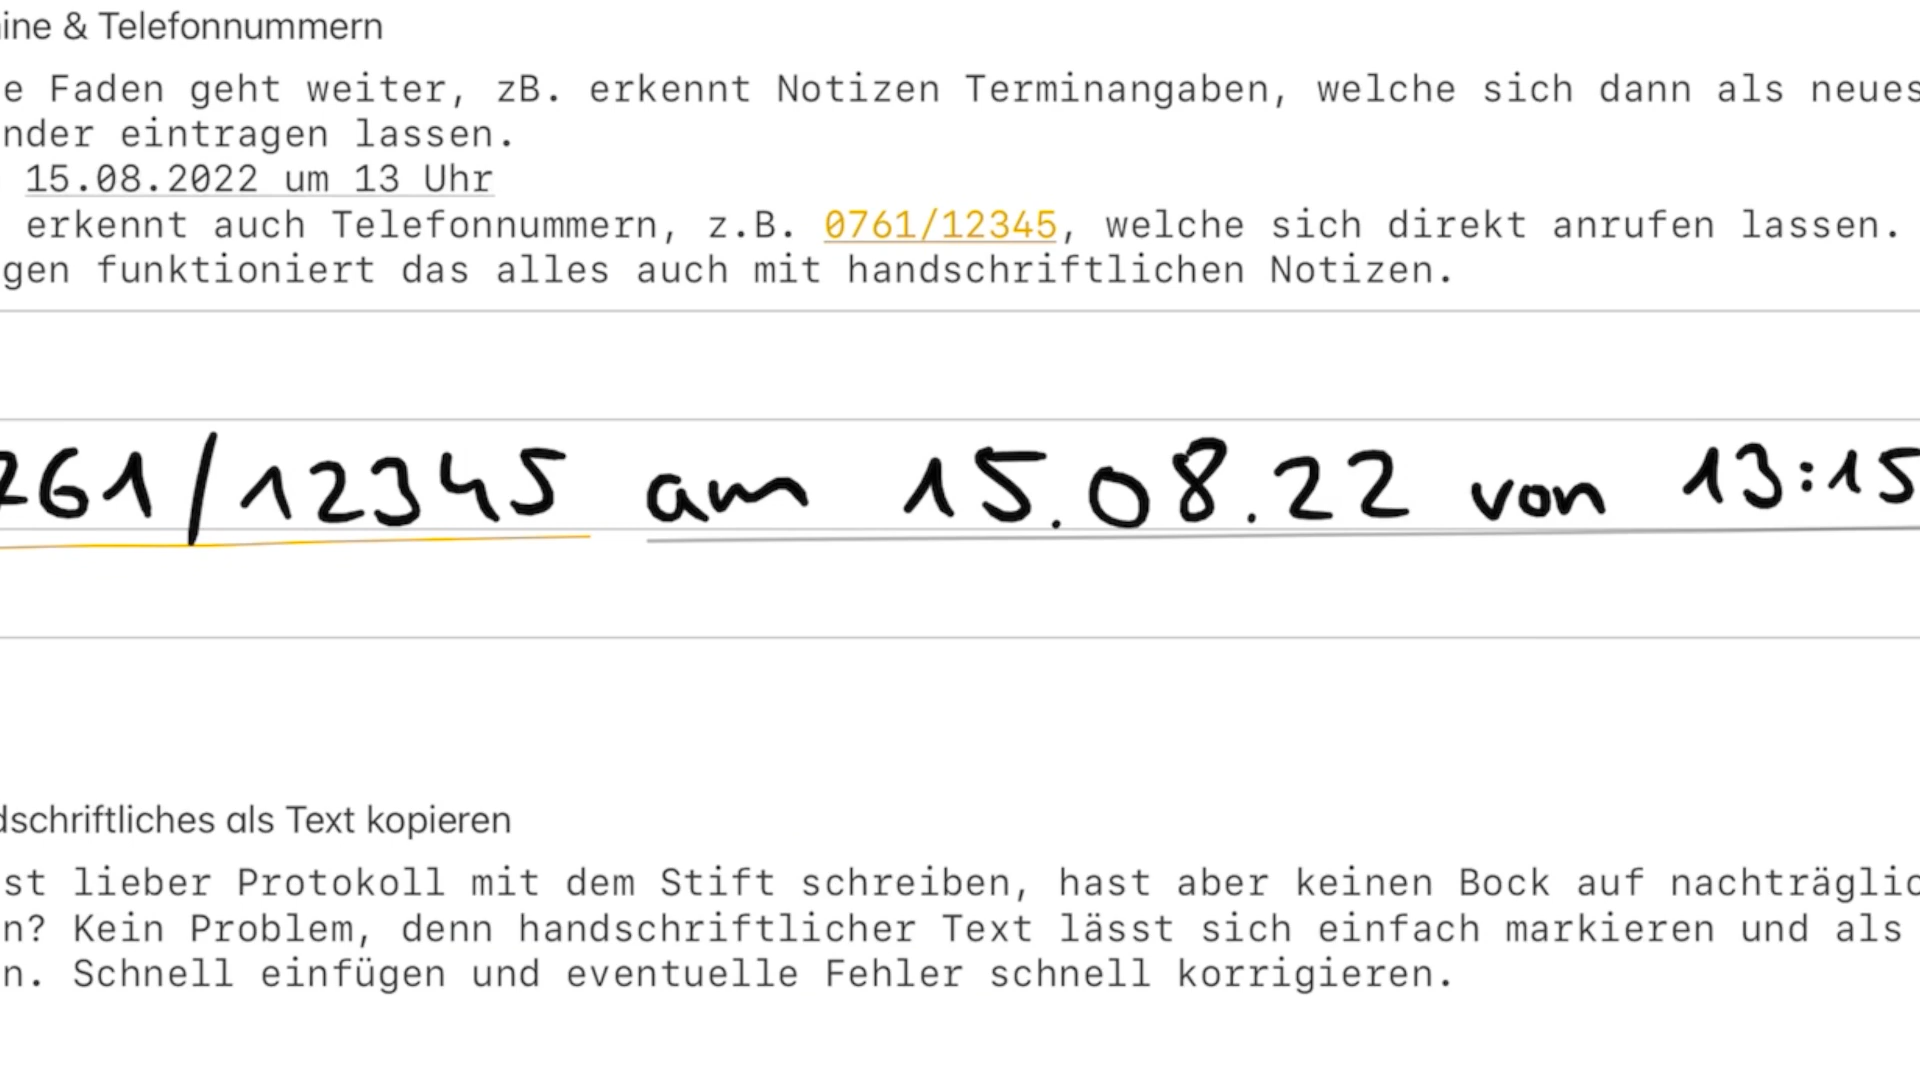 ine & Telefonnummern
e Faden geht weiter, zB. erkennt Notizen Terminangaben, welche sich dann als neues
nder eintragen lassen.
15.08.2022 um 13 Uhr
erkennt auch Telefonnummern, z.B. 0761/12345, welche sich direkt anrufen lassen.
gen funktioniert das alles auch mit handschriftlichen Notizen.
761/12345 am 15.08.22 von 13:15
dschriftliches als Text kopieren
st lieber Protokoll mit dem Stift schreiben, hast aber keinen Bock auf nachträglic
n? Kein Problem, denn handschriftlicher Text lässt sich einfach markieren und als
n. Schnell einfügen und eventuelle Fehler schnell korrigieren.